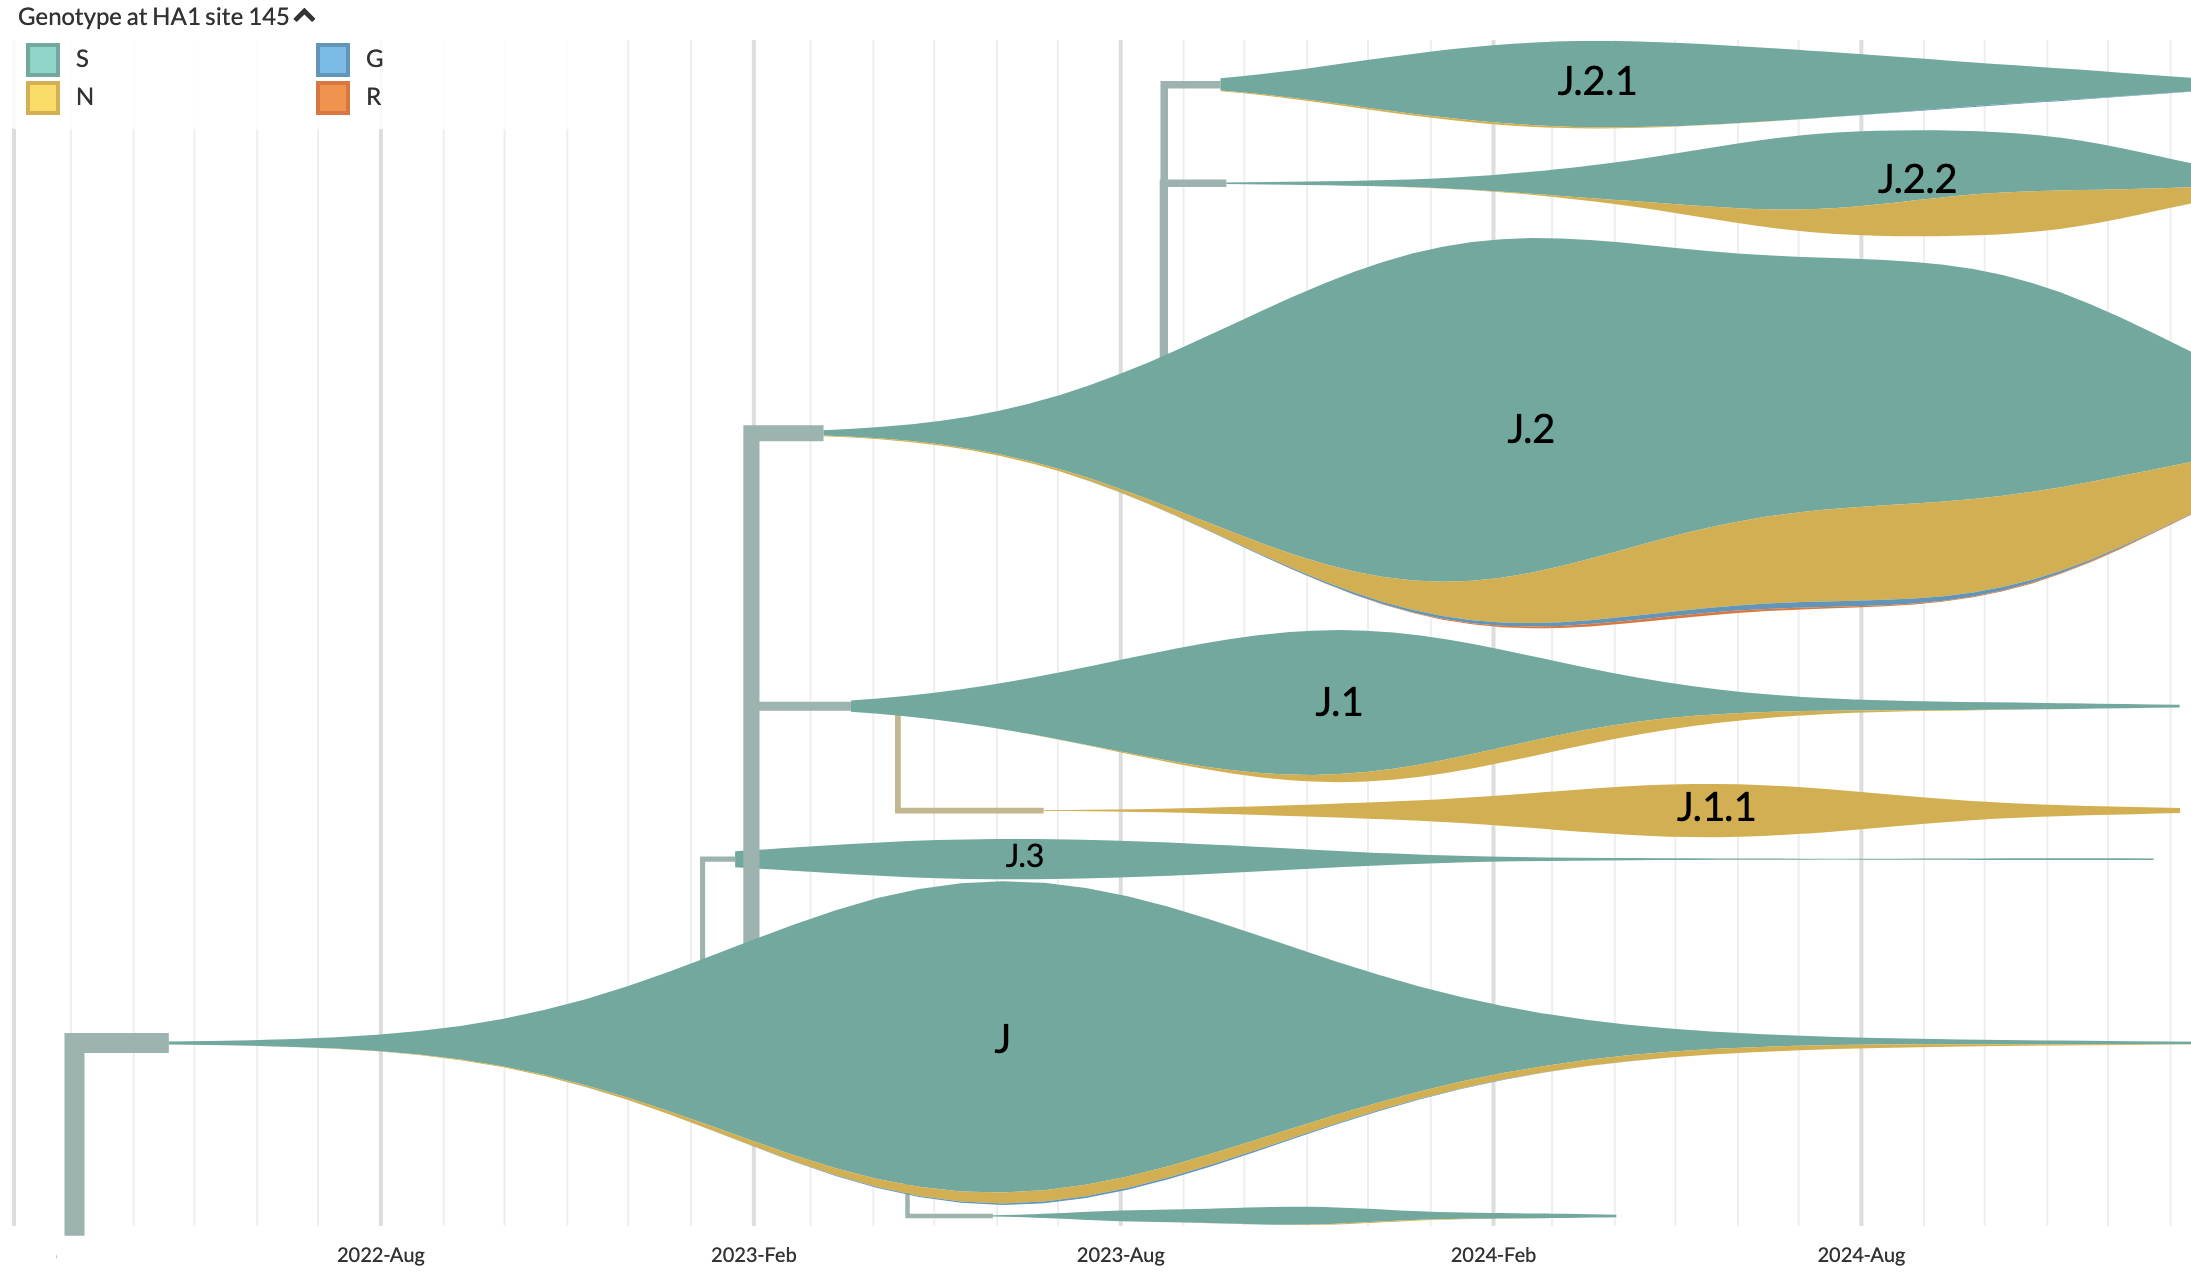 Genotype at HA1 site 145
S
G
N
R
J.2.1
J.2.2
J.2
J.1
J.1.1
J.3
J
2022-Aug
2023-Feb
2023-Aug
2024-Feb
2024-Aug